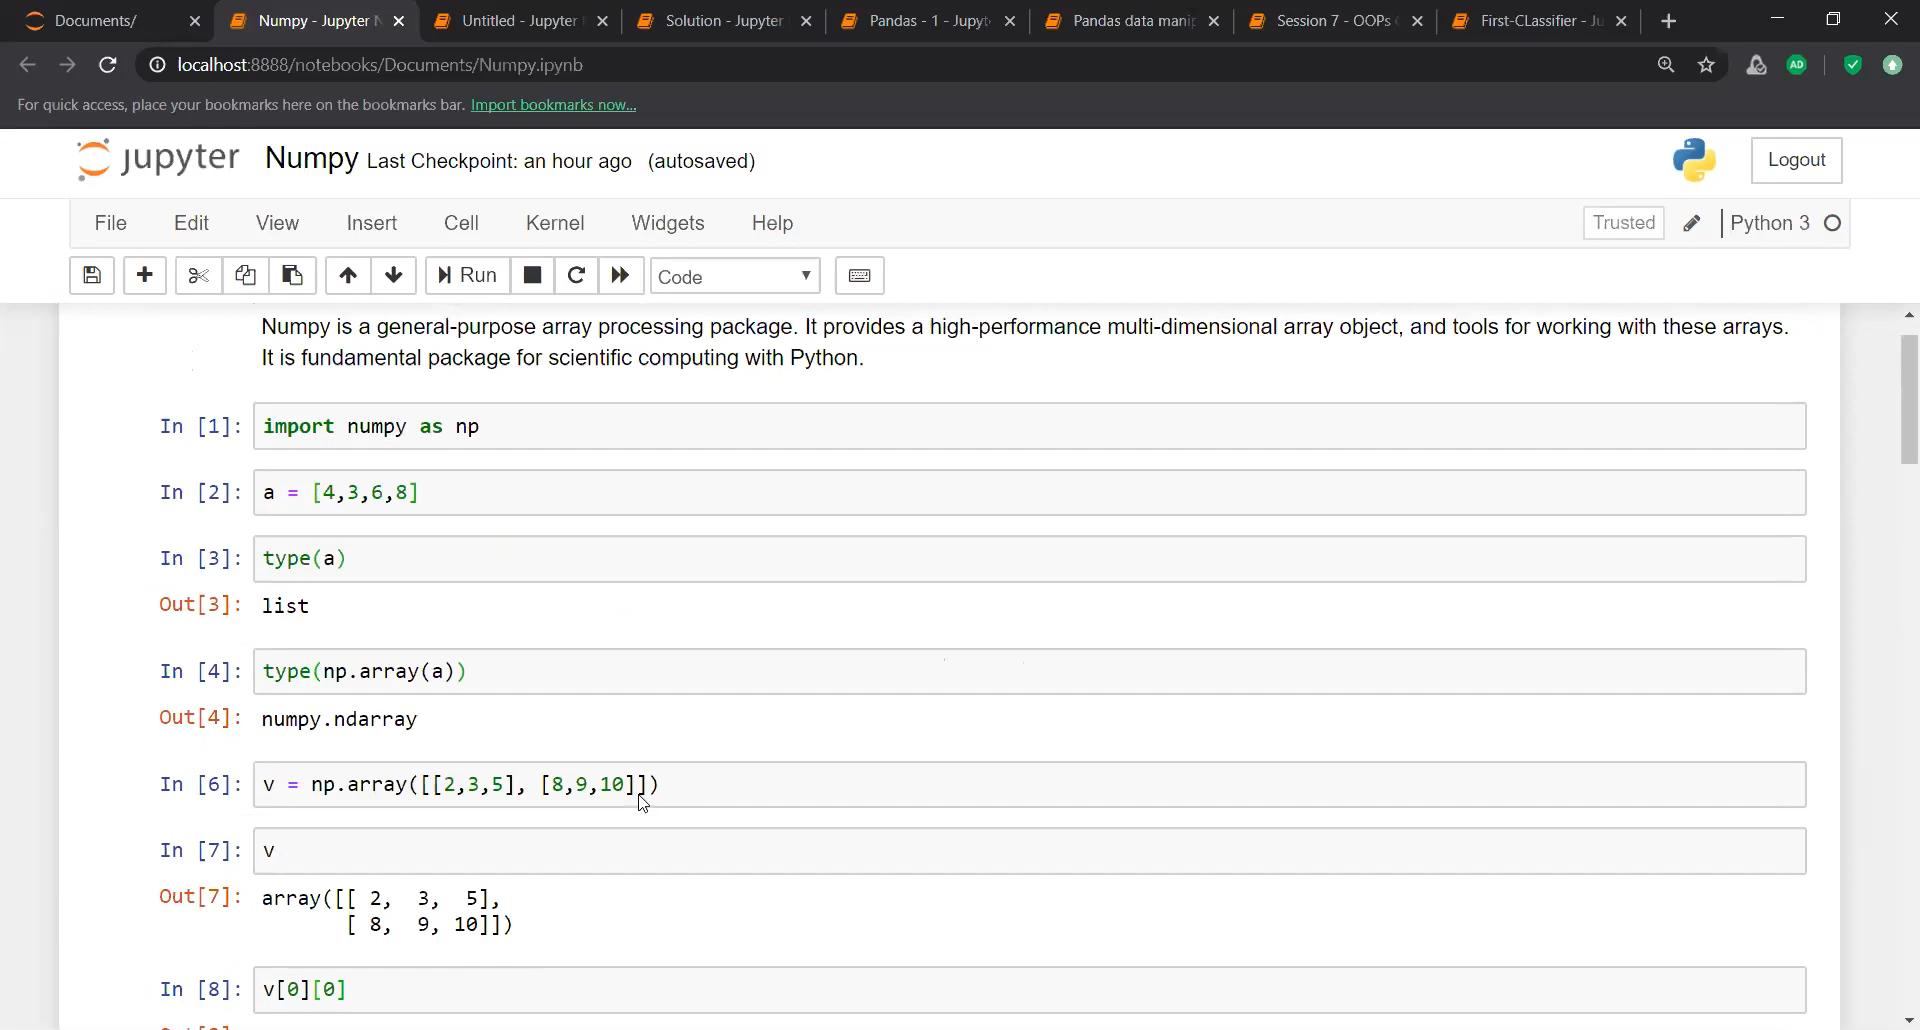 Documents/
Numpy - Jupyter N
Untitled - Jupyter
Solution - Jupyter
Pandas - 1 - Jupyt
Pandas data manip
Session 7 - OOPs
First-CLassifier - Ju
localhost:8888/notebooks/Documents/Numpy.ipynb
AD
For quick access, place your bookmarks here on the bookmarks bar. Import bookmarks now...
jupyter Numpy Last Checkpoint: an hour ago (autosaved)
Logout
File Edit View Insert Cell Kernel Widgets Help
Trusted
Python 3
Run
Code
Numpy is a general-purpose array processing package. It provides a high-performance multi-dimensional array object, and tools for working with these arrays.
It is fundamental package for scientific computing with Python.
In [1]: import numpy as np
In [2]: a = [4,3,6,8]
In [3]: type(a)
Out[3]: list
In [4]: type(np.array(a))
Out[4]: numpy.ndarray
In [6]: v = np.array([[2,3,5], [8,9,10]])
In [7]: v
Out[7]: array([[ 2, 3, 5],
[ 8, 9, 10]])
In [8]: v[0][0]